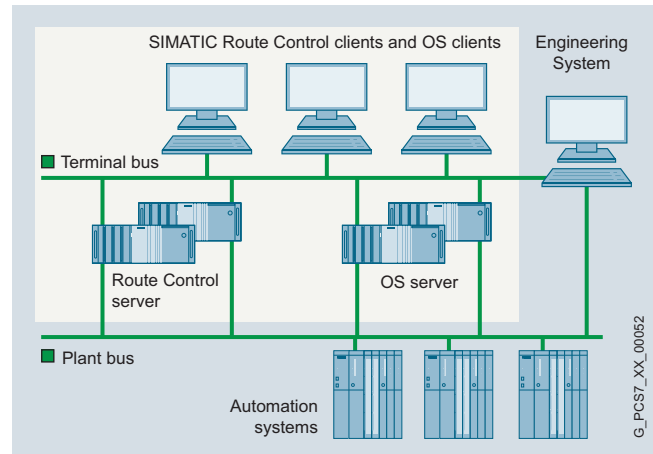 SIMATIC Route Control clients and OS clients
Engineering
System
Terminal bus
Route Control
server
OS server
Plant bus
Automation
systems
G_PCS7_XX_00052